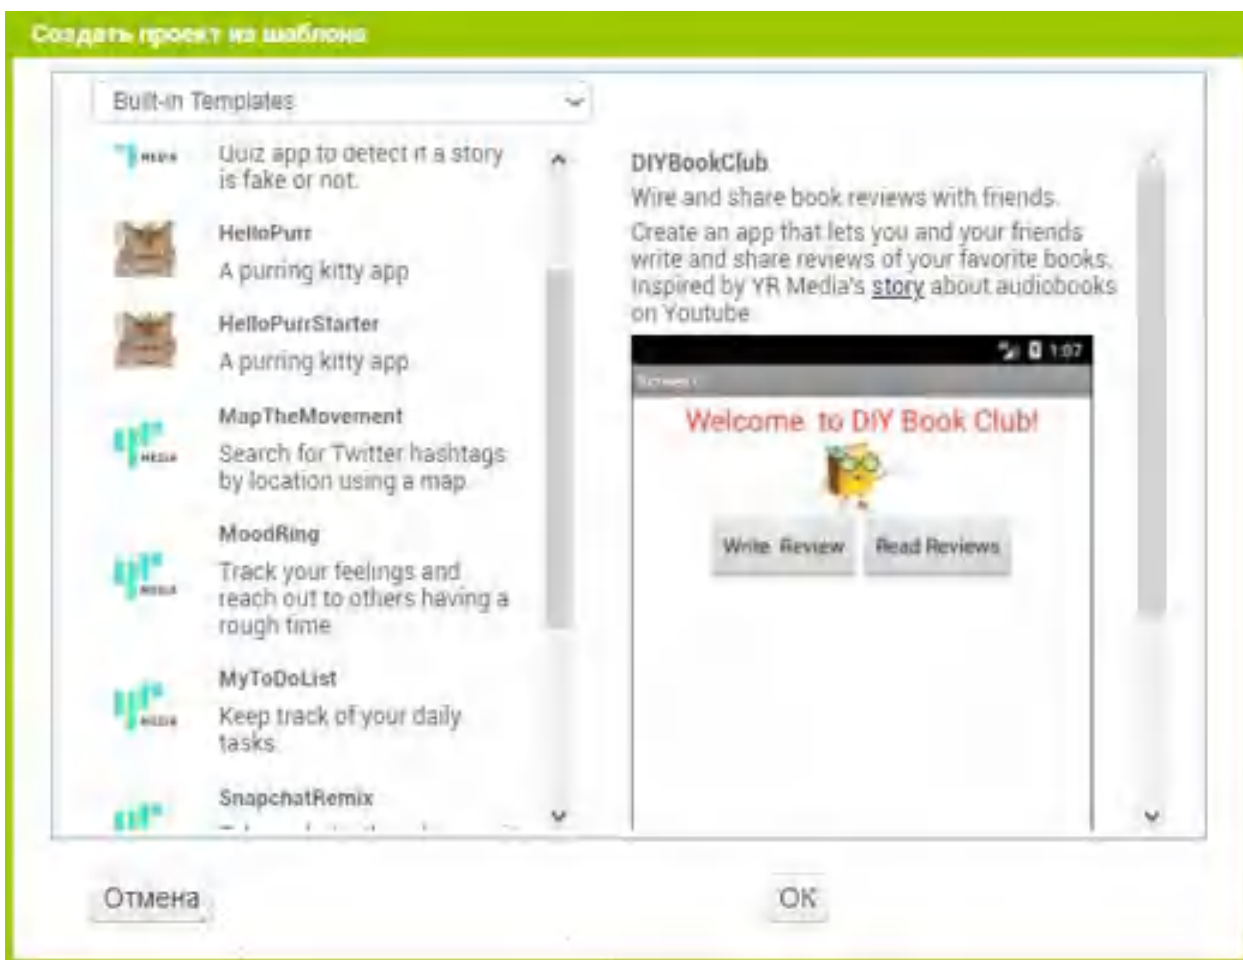 Создать проект из шаблона
Built-in Templates
MEDIA
Quiz app to detect if a story
is fake or not.
HelloPurr
A purring kitty app
HelloPurrStarter
A purring kitty app
MapTheMovement
MEDIA
Search for Twitter hashtags
by location using a map.
MoodRing
MEDIA
Track your feelings and
reach out to others having a
rough time
MyToDoList
MEDIA
Keep track of your daily
tasks.
SnapchatRemix
DIYBookClub
Wire and share book reviews with friends.
Create an app that lets you and your friends
write and share reviews of your favorite books.
Inspired by YR Media's story about audiobooks
on Youtube
1:07
Welcome to DIY Book Club!
Write Review
Read Reviews
Отмена
OK